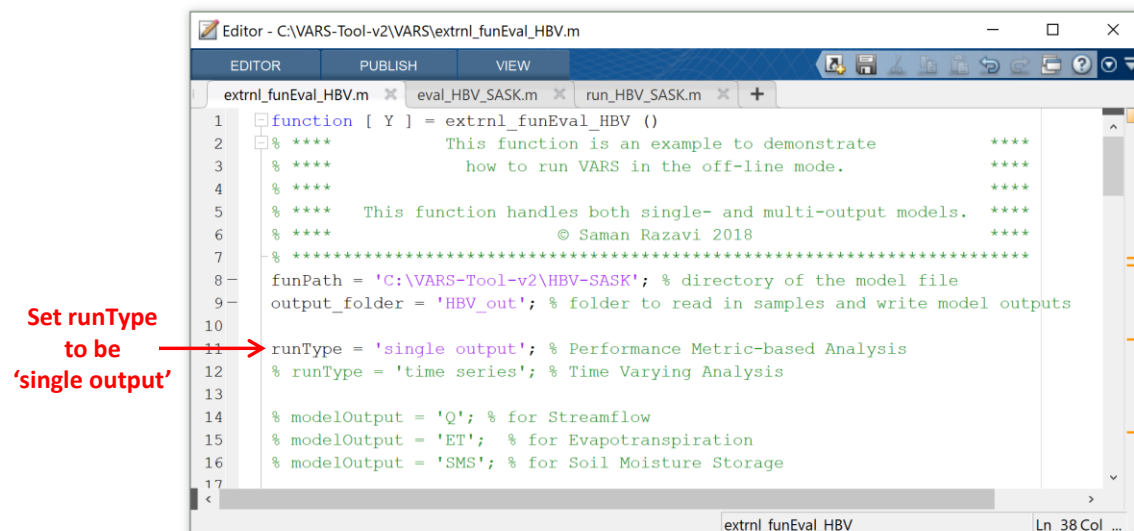 Editor - C:\VARS-Tool-v2\VARS\extrnl_funEval_HBV.m
EDITOR PUBLISH VIEW
extrnl_funEval_HBV.m eval_HBV_SASK.m run_HBV_SASK.m
1 function [ Y ] = extrnl_funEval_HBV ()
2 % **** This function is an example to demonstrate ****
3 % **** how to run VARS in the off-line mode. ****
4 % **** ****
5 % **** This function handles both single- and multi-output models. ****
6 % **** © Saman Razavi 2018 ****
7 % *************************************************************************
8 funPath = 'C:\VARS-Tool-v2\HBV-SASK'; % directory of the model file
9 output_folder = 'HBV_out'; % folder to read in samples and write model outputs
10
11 runType = 'single output'; % Performance Metric-based Analysis
12 % runType = 'time series'; % Time Varying Analysis
13
14 % modelOutput = 'Q'; % for Streamflow
15 % modelOutput = 'ET'; % for Evapotranspiration
16 % modelOutput = 'SMS'; % for Soil Moisture Storage
17
extrnl_funEval_HBV Ln 38 Col ...
Set runType
to be
‘single output’